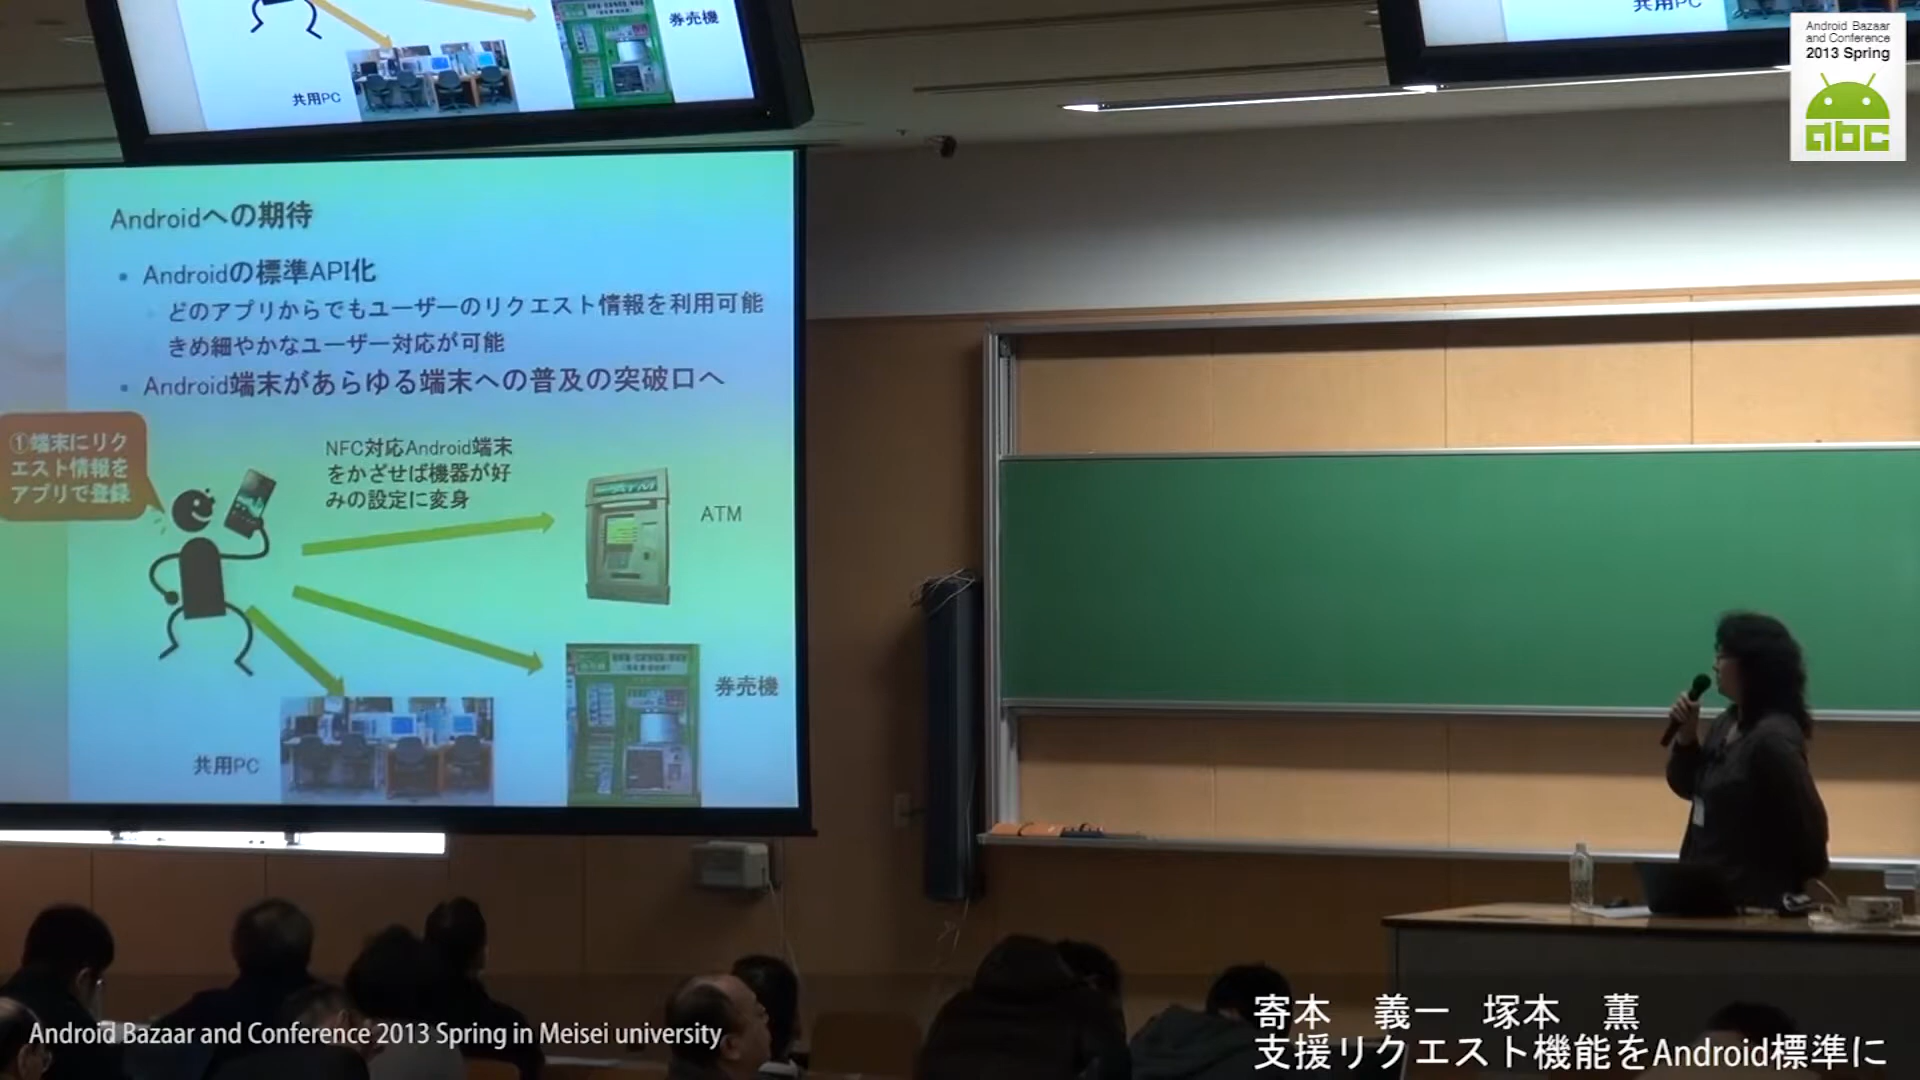 共用PC
券売機
共用PC
Android Bazaar
and Conference
2013 Spring
abc
Androidへの期待
• Androidの標準API化
どのアプリからでもユーザーのリクエスト情報を利用可能
きめ細やかなユーザー対応が可能
• Android端末があらゆる端末への普及の突破口へ
①端末にリク
エスト情報を
アプリで登録
NFC対応Android端末
をかざせば機器が好
みの設定に変身
ATM
ATM
券売機
共用PC
Android Bazaar and Conference 2013 Spring in Meisei university
寄本　義一　塚本　薫
支援リクエスト機能をAndroid標準に